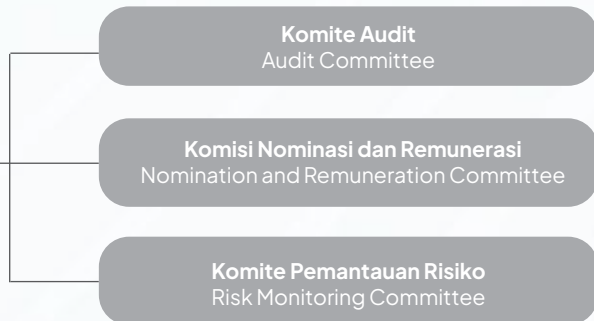 Komite Audit
Audit Committee
Komisi Nominasi dan Remunerasi
Nomination and Remuneration Committee
Komite Pemantauan Risiko
Risk Monitoring Committee